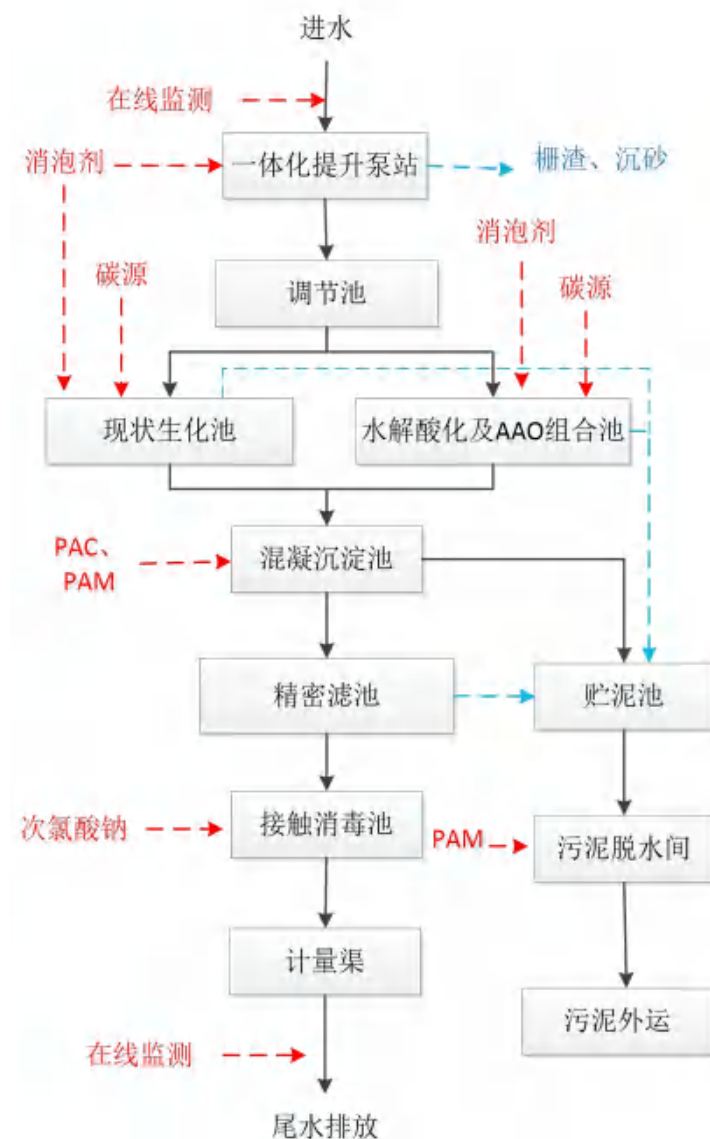 进水
在线监测
消泡剂
一体化提升泵站
栅渣、沉砂
消泡剂
碳源
调节池
碳源
现状生化池
水解酸化及AAO组合池
PAC、
PAM
混凝沉淀池
精密滤池
贮泥池
次氯酸钠
接触消毒池
PAM
污泥脱水间
计量渠
污泥外运
在线监测
尾水排放